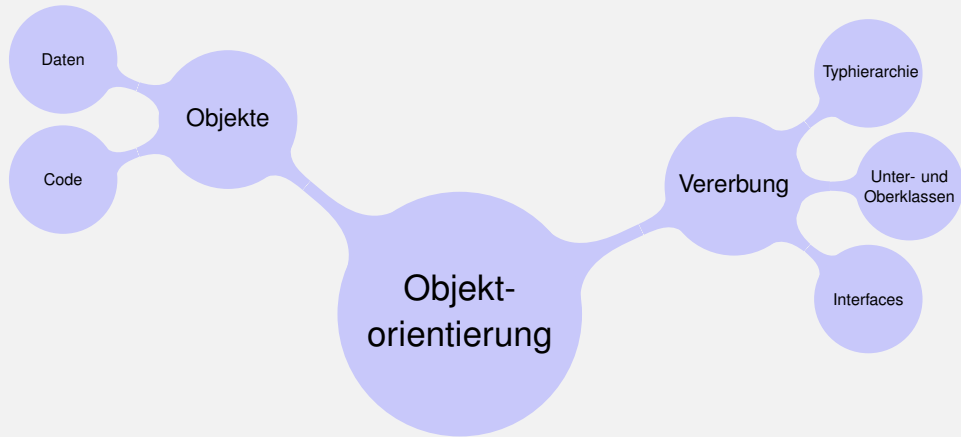 Daten
Objekte
Code
Objekt-
orientierung
Typhierarchie
Vererbung
Unter- und
Oberklassen
Interfaces